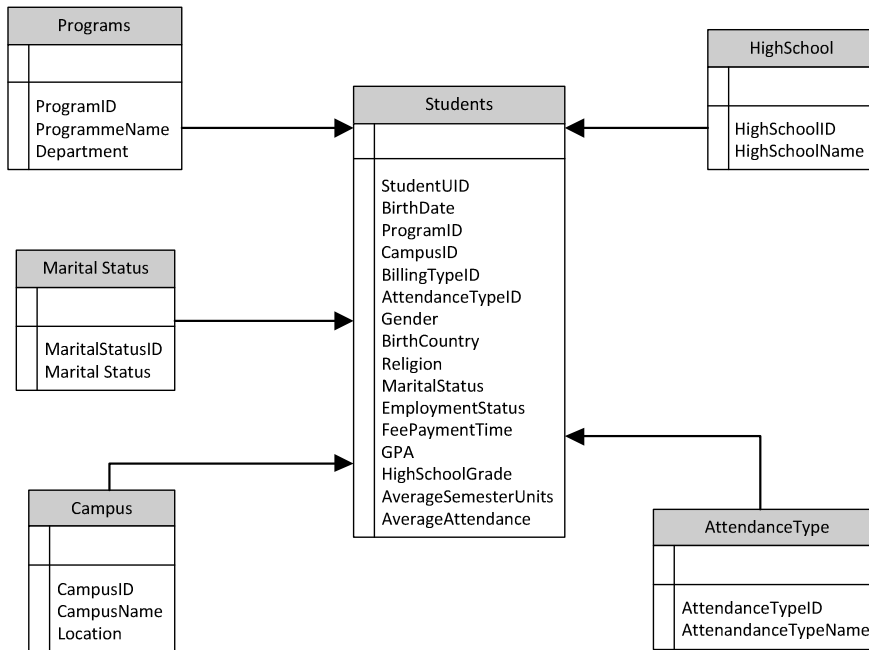 Programs
ProgramID
ProgrammeName
Department
HighSchool
HighSchoolID
HighSchoolName
Students
StudentUID
BirthDate
ProgramID
CampusID
BillingTypeID
AttendanceTypeID
Gender
BirthCountry
Religion
MaritalStatus
EmploymentStatus
FeePaymentTime
GPA
HighSchoolGrade
AverageSemesterUnits
AverageAttendance
Marital Status
MaritalStatusID
Marital Status
Campus
CampusID
CampusName
Location
AttendanceType
AttendanceTypeID
AttenandanceTypeName